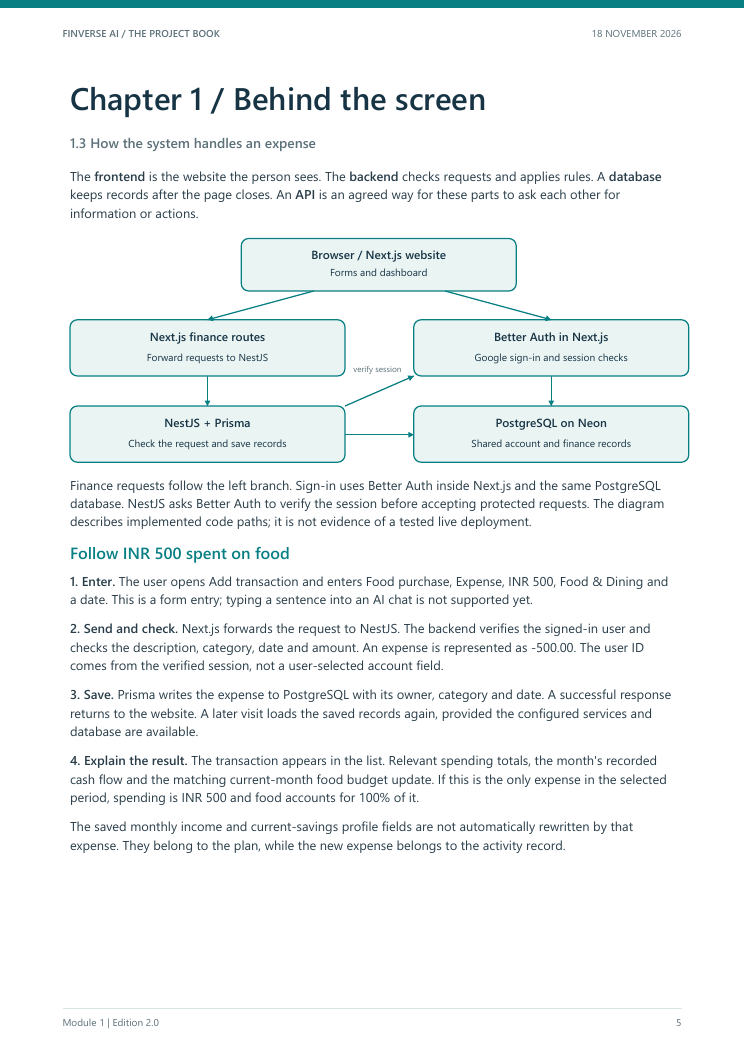 FINVERSE AI / THE PROJECT BOOK
18 NOVEMBER 2026
Chapter 1 / Behind the screen
1.3 How the system handles an expense
The frontend is the website the person sees. The backend checks requests and applies rules. A database
keeps records after the page closes. An API is an agreed way for these parts to ask each other for
information or actions.
Browser / Next.js website
Forms and dashboard
Next.js finance routes
Forward requests to NestJS
Better Auth in Next.js
Google sign-in and session checks
verify session
NestJS + Prisma
Check the request and save records
PostgreSQL on Neon
Shared account and finance records
Finance requests follow the left branch. Sign-in uses Better Auth inside Next.js and the same PostgreSQL
database. NestJS asks Better Auth to verify the session before accepting protected requests. The diagram
describes implemented code paths; it is not evidence of a tested live deployment.
Follow INR 500 spent on food
1. Enter. The user opens Add transaction and enters Food purchase, Expense, INR 500, Food & Dining and
a date. This is a form entry; typing a sentence into an AI chat is not supported yet.
2. Send and check. Next.js forwards the request to NestJS. The backend verifies the signed-in user and
checks the description, category, date and amount. An expense is represented as -500.00. The user ID
comes from the verified session, not a user-selected account field.
3. Save. Prisma writes the expense to PostgreSQL with its owner, category and date. A successful response
returns to the website. A later visit loads the saved records again, provided the configured services and
database are available.
4. Explain the result. The transaction appears in the list. Relevant spending totals, the month's recorded
cash flow and the matching current-month food budget update. If this is the only expense in the selected
period, spending is INR 500 and food accounts for 100% of it.
The saved monthly income and current-savings profile fields are not automatically rewritten by that
expense. They belong to the plan, while the new expense belongs to the activity record.
Module 1 | Edition 2.0
5